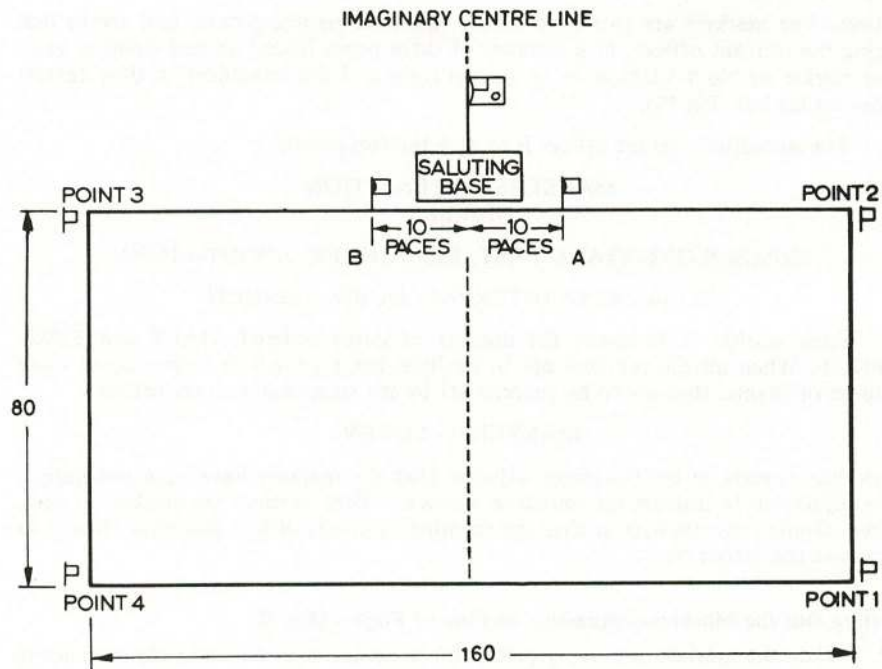 IMAGINARY CENTRE LINE
SALUTING
BASE
POINT 3
POINT 2
10
PACES
10
PACES
B
A
80
POINT 4
POINT 1
160